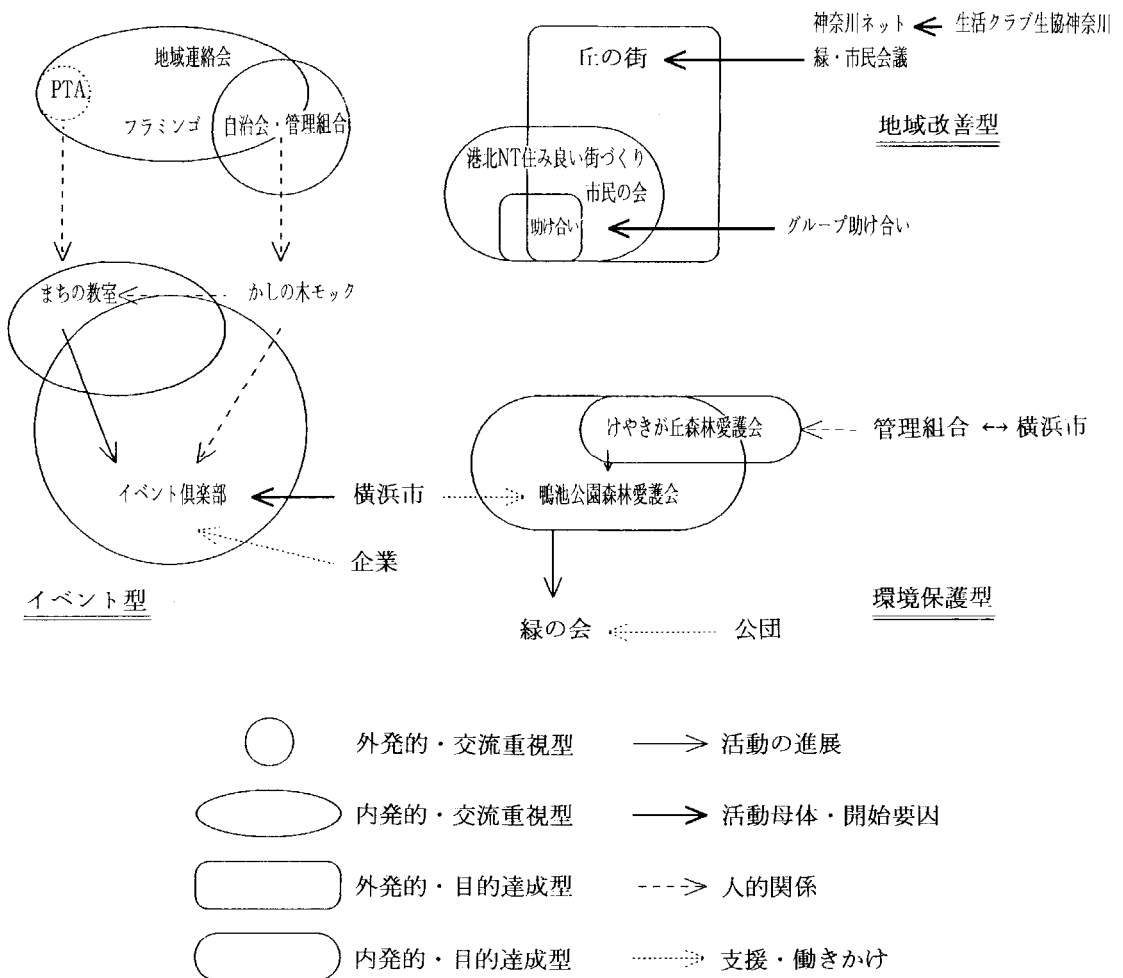 神奈川ネット 生活クラブ生協神奈川
地域連絡会
丘の街 緑・市民会議
PTA
フラミンゴ 自治会・管理組合
地域改善型
港北NT住み良い街づくり
市民の会
助け合い グループ助け合い
まちの教室 かしの木モック
けやきが丘森林愛護会 管理組合 ↔ 横浜市
イベント倶楽部 横浜市 鴨池公園森林愛護会
企業
イベント型 環境保護型
緑の会 公団
外発的・交流重視型 活動の進展
内発的・交流重視型 活動母体・開始要因
外発的・目的達成型 人的関係
内発的・目的達成型 支援・働きかけ